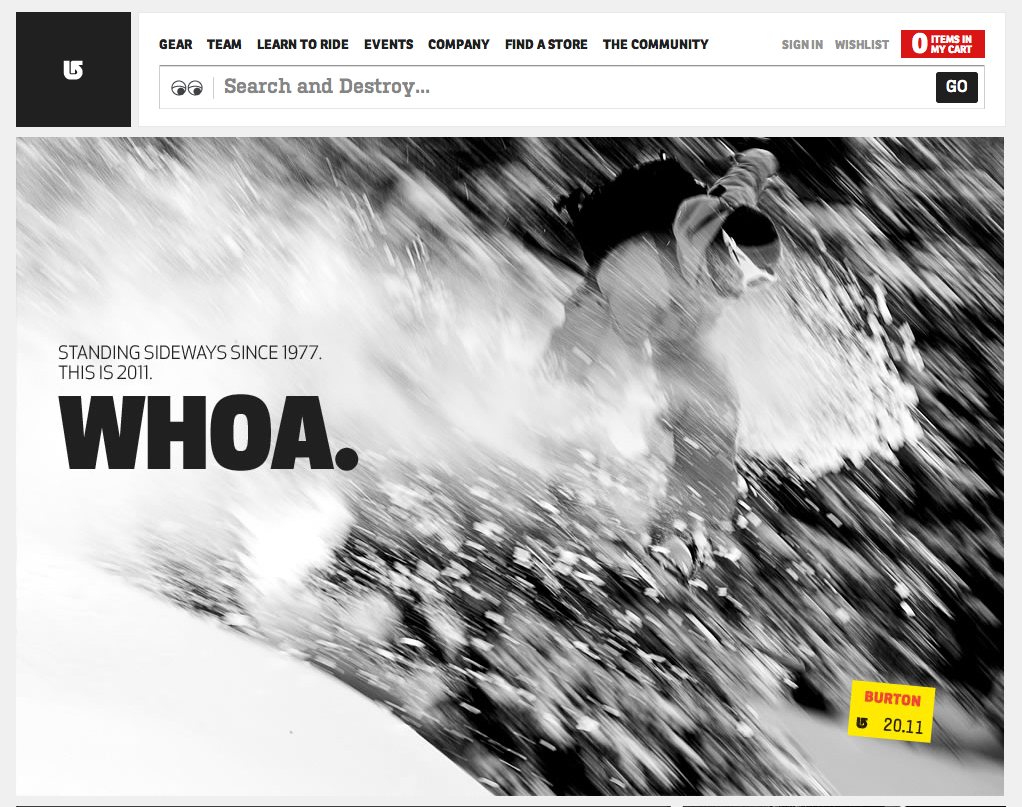 GEAR TEAM LEARN TO RIDE EVENTS COMPANY FIND A STORE THE COMMUNITY SIGN IN WISHLIST 0 ITEMS IN
MY CART
Search and Destroy... GO
STANDING SIDEWAYS SINCE 1977.
THIS IS 2011.
WHOA.
BURTON
20.11